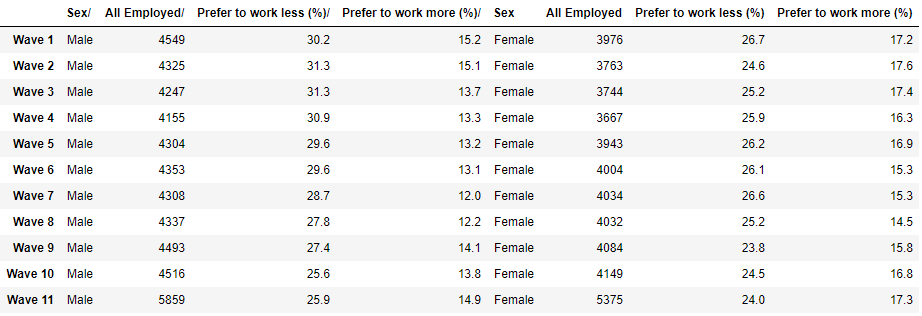 Sex/ All Employed/ Prefer to work less (%)/ Prefer to work more (%)/ Sex All Employed Prefer to work less (%) Prefer to work more (%)
Wave 1 Male 4549 30.2 15.2 Female 3976 26.7 17.2
Wave 2 Male 4325 31.3 15.1 Female 3763 24.6 17.6
Wave 3 Male 4247 31.3 13.7 Female 3744 25.2 17.4
Wave 4 Male 4155 30.9 13.3 Female 3667 25.9 16.3
Wave 5 Male 4304 29.6 13.2 Female 3943 26.2 16.9
Wave 6 Male 4353 29.6 13.1 Female 4004 26.1 15.3
Wave 7 Male 4308 28.7 12.0 Female 4034 26.6 15.3
Wave 8 Male 4337 27.8 12.2 Female 4032 25.2 14.5
Wave 9 Male 4493 27.4 14.1 Female 4084 23.8 15.8
Wave 10 Male 4516 25.6 13.8 Female 4149 24.5 16.8
Wave 11 Male 5859 25.9 14.9 Female 5375 24.0 17.3